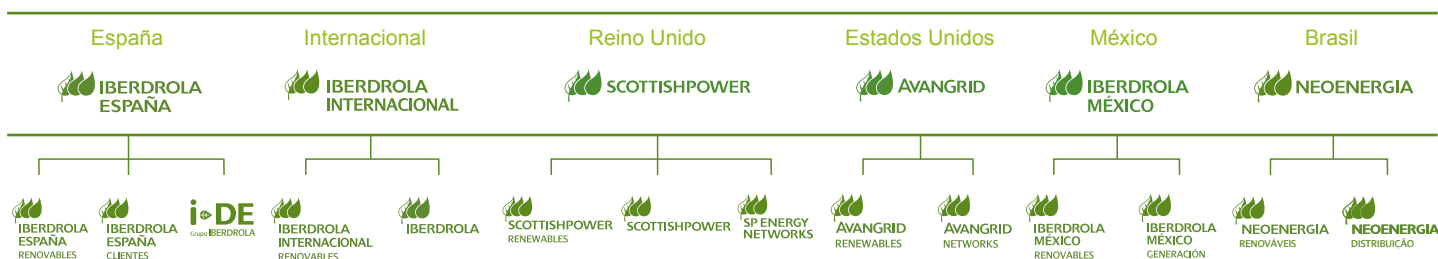 España
Internacional
Reino Unido
Estados Unidos
México
Brasil
IBERDROLA
ESPAÑA
IBERDROLA
INTERNACIONAL
SCOTTISHPOWER
AVANGRID
IBERDROLA
MÉXICO
NEOENERGIA
IBERDROLA
ESPAÑA
RENOVABLES
IBERDROLA
ESPAÑA
CLIENTES
i DE
Grupo IBERDROLA
IBERDROLA
INTERNACIONAL
RENOVABLES
IBERDROLA
SCOTTISHPOWER
RENEWABLES
SCOTTISHPOWER
SP ENERGY
NETWORKS
AVANGRID
RENEWABLES
AVANGRID
NETWORKS
IBERDROLA
MÉXICO
RENOVABLES
IBERDROLA
MÉXICO
GENERACIÓN
NEOENERGIA
RENOVÁVEIS
NEOENERGIA
DISTRIBUIÇÃO